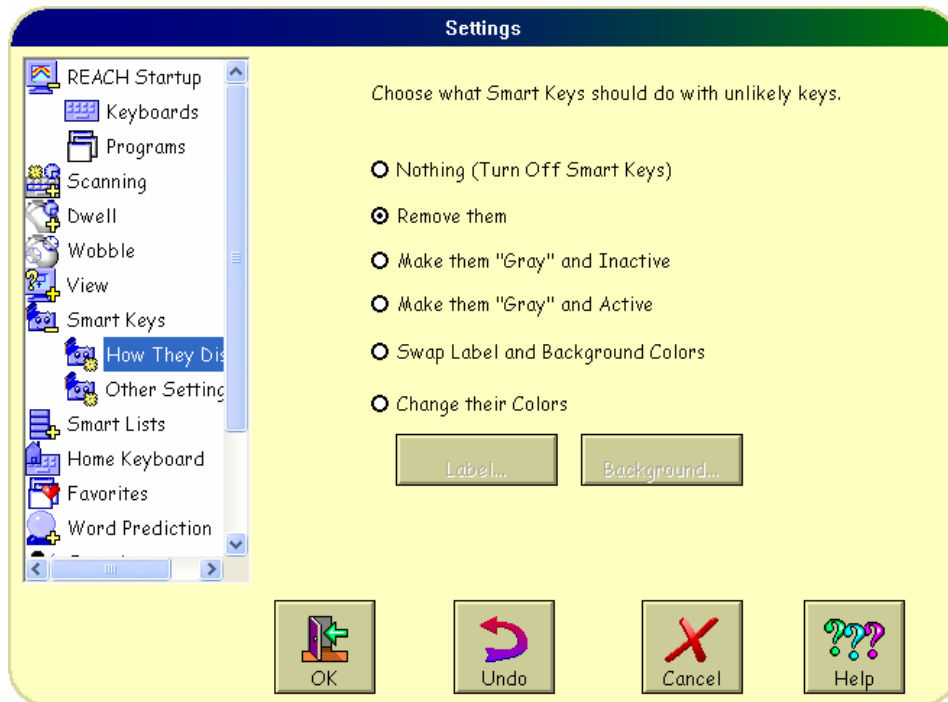 Settings
REACH Startup
Keyboards
Programs
Scanning
Dwell
Wobble
View
Smart Keys
How They Dis
Other Setting
Smart Lists
Home Keyboard
Favorites
Word Prediction
Choose what Smart Keys should do with unlikely keys.
Nothing (Turn Off Smart Keys)
Remove them
Make them "Gray" and Inactive
Make them "Gray" and Active
Swap Label and Background Colors
Change their Colors
Label... Background...
OK Undo Cancel Help